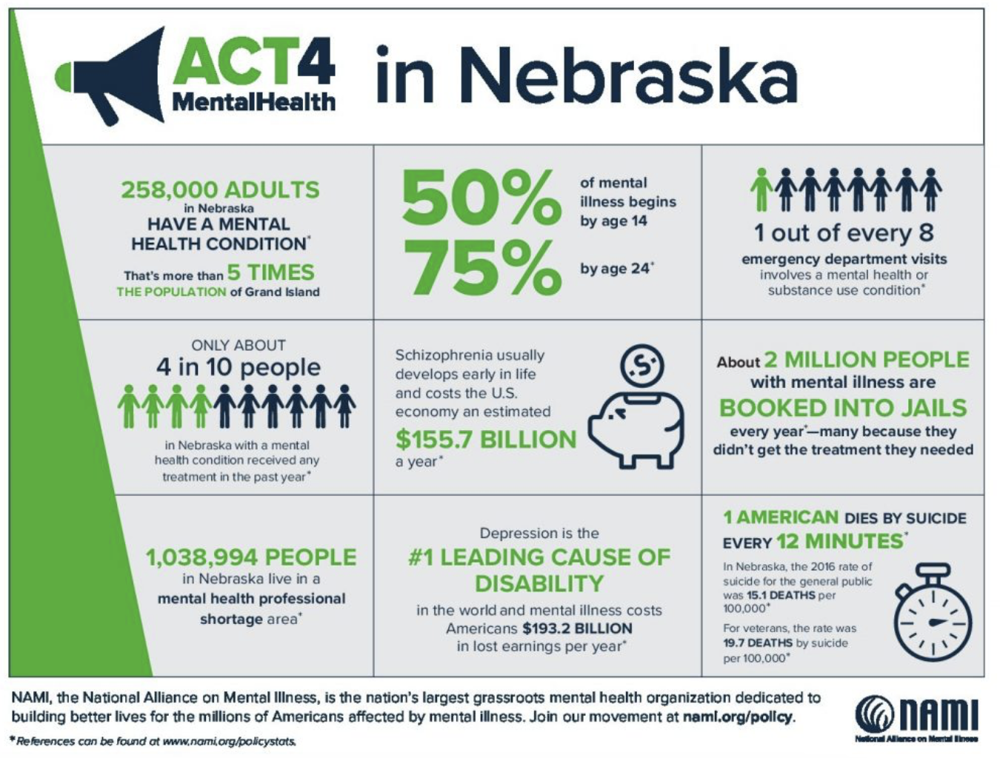 ACT4
MentalHealth
in Nebraska
258,000 ADULTS
in Nebraska
HAVE A MENTAL
HEALTH CONDITION*
That's more than 5 TIMES
THE POPULATION of Grand Island
50%
of mental
illness begins
by age 14
75%
by age 24*
1 out of every 8
emergency department visits
involves a mental health or
substance use condition*
ONLY ABOUT
4 in 10 people
in Nebraska with a mental
health condition received any
treatment in the past year*
Schizophrenia usually
develops early in life
and costs the U.S.
economy an estimated
$155.7 BILLION
a year*
S
About 2 MILLION PEOPLE
with mental illness are
BOOKED INTO JAILS
every year*—many because they
didn't get the treatment they needed
1,038,994 PEOPLE
in Nebraska live in a
mental health professional
shortage area*
Depression is the
#1 LEADING CAUSE OF
DISABILITY
in the world and mental illness costs
Americans $193.2 BILLION
in lost earnings per year*
1 AMERICAN DIES BY SUICIDE
EVERY 12 MINUTES*
In Nebraska, the 2016 rate of
suicide for the general public
was 15.1 DEATHS per
100,000*
For veterans, the rate was
19.7 DEATHS by suicide
per 100,000*
NAMI, the National Alliance on Mental Illness, is the nation's largest grassroots mental health organization dedicated to
building better lives for the millions of Americans affected by mental illness. Join our movement at nami.org/policy.
*References can be found at www.nami.org/policystats.
NAMI
National Alliance on Mental Illness